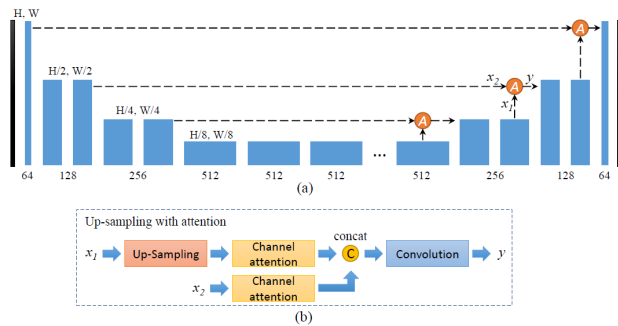 H, W
A
H/2, W/2
x2 A y
x1
H/4, W/4
A
H/8, W/8
...
64 128 256 512 512 512 512 256 128 64
(a)
Up-sampling with attention
concat
x1 Up-Sampling Channel attention C Convolution y
x2 Channel attention
(b)